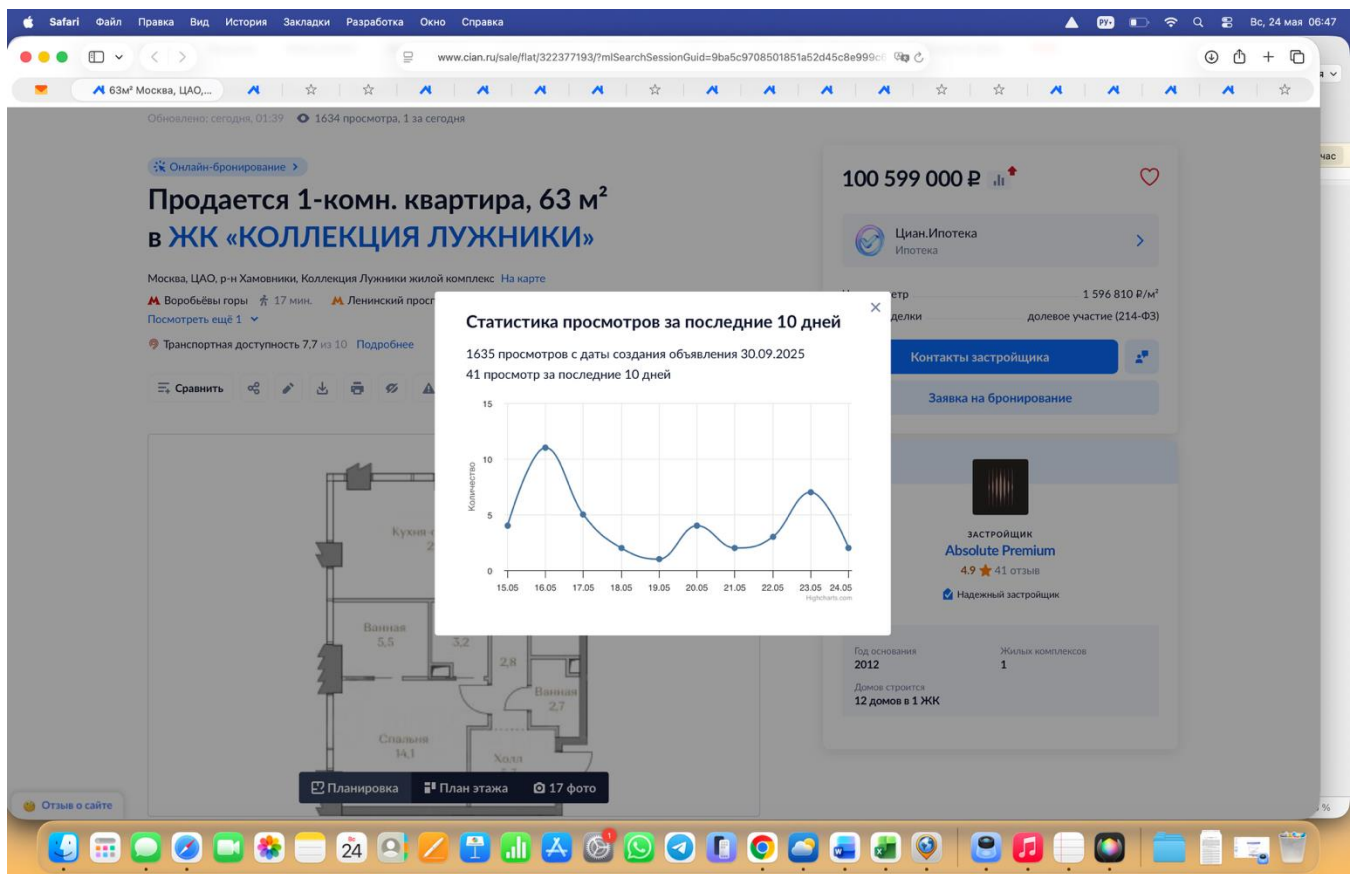 Safari Файл Правка Вид История Закладки Разработка Окно Справка
РУ Вс, 24 мая 06:47
www.cian.ru/sale/flat/322377193/?mlSearchSessionGuid=9ba5c9708501851a52d45c8e999c
63м² Москва, ЦАО,...
час
Обновлено: сегодня, 01:39 1634 просмотра, 1 за сегодня
Онлайн-бронирование
Продается 1-комн. квартира, 63 м²
в ЖК «КОЛЛЕКЦИЯ ЛУЖНИКИ»
Москва, ЦАО, р-н Хамовники, Коллекция Лужники жилой комплекс На карте
Воробьёвы горы 17 мин. Ленинский просп
Посмотреть ещё 1
Транспортная доступность 7,7 из 10 Подробнее
Сравнить
100 599 000 ₽
Циан.Ипотека
Ипотека
етр 1 596 810 ₽/м²
делки долевое участие (214-ФЗ)
Контакты застройщика
Заявка на бронирование
Статистика просмотров за последние 10 дней
1635 просмотров с даты создания объявления 30.09.2025
41 просмотр за последние 10 дней
Количество
15
10
5
0
15.05 16.05 17.05 18.05 19.05 20.05 21.05 22.05 23.05 24.05
Highcharts.com
ЗАСТРОЙЩИК
Absolute Premium
4.9 41 отзыв
Надежный застройщик
Год основания Жилых комплексов
2012 1
Домов строится
12 домов в 1 ЖК
Ванная
5,5
3,2
2,8
Ванная
2,7
Спальня
14,1
Холл
Планировка План этажа 17 фото
Отзыв о сайте
%
24
1